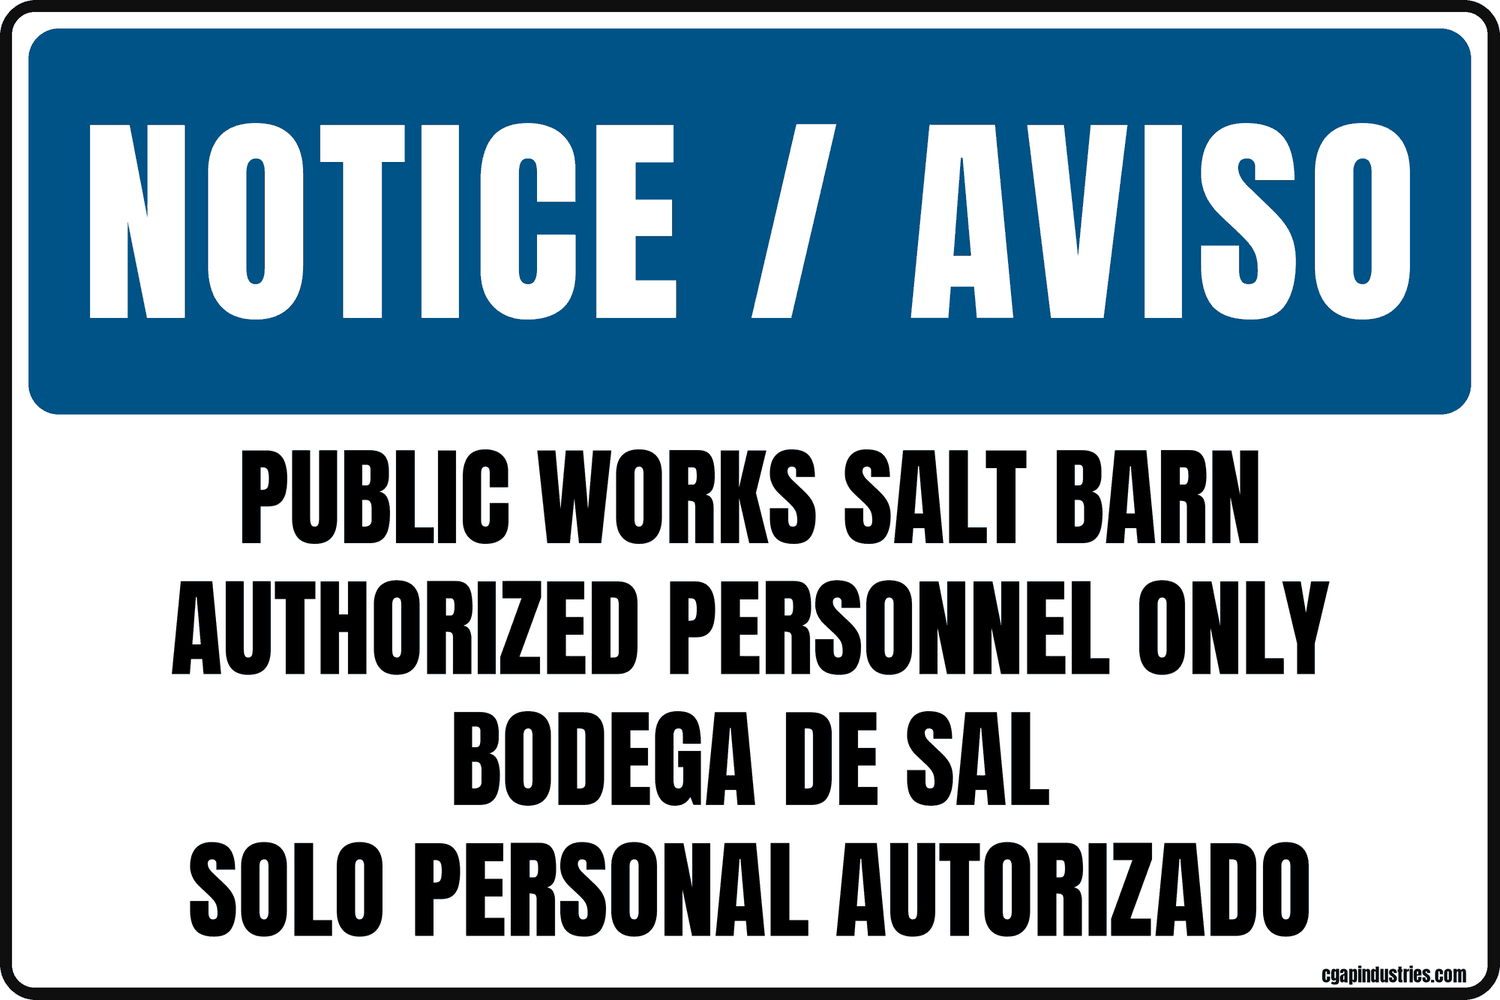 NOTICE / AVISO
PUBLIC WORKS SALT BARN
AUTHORIZED PERSONNEL ONLY
BODEGA DE SAL
SOLO PERSONAL AUTORIZADO
cgapindustries.com